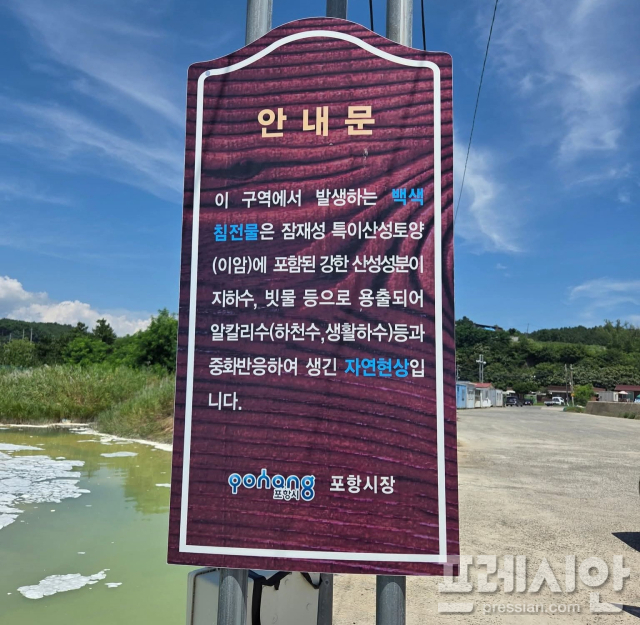 안내문
이 구역에서 발생하는 백색
침전물은 잠재성 특이산성토양
(이암)에 포함된 강한 산성성분이
지하수, 빗물 등으로 용출되어
알칼리수(하천수,생활하수)등과
중화반응하여 생긴 자연현상입
니다.
pohang 포항시 포항시장
프레시안
pressian.com